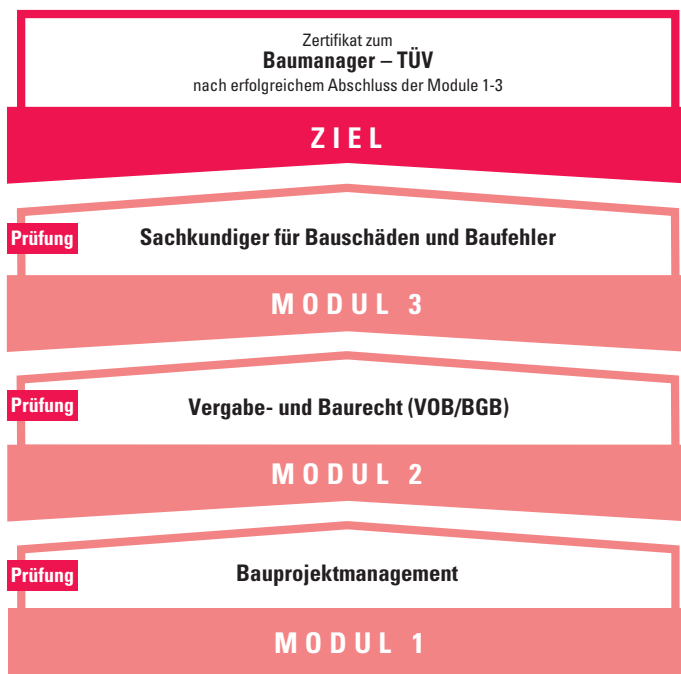 Zertifikat zum
Baumanager – TÜV
nach erfolgreichem Abschluss der Module 1-3
ZIEL
Prüfung
Sachkundiger für Bauschäden und Baufehler
MODUL 3
Prüfung
Vergabe- und Baurecht (VOB/BGB)
MODUL 2
Prüfung
Bauprojektmanagement
MODUL 1